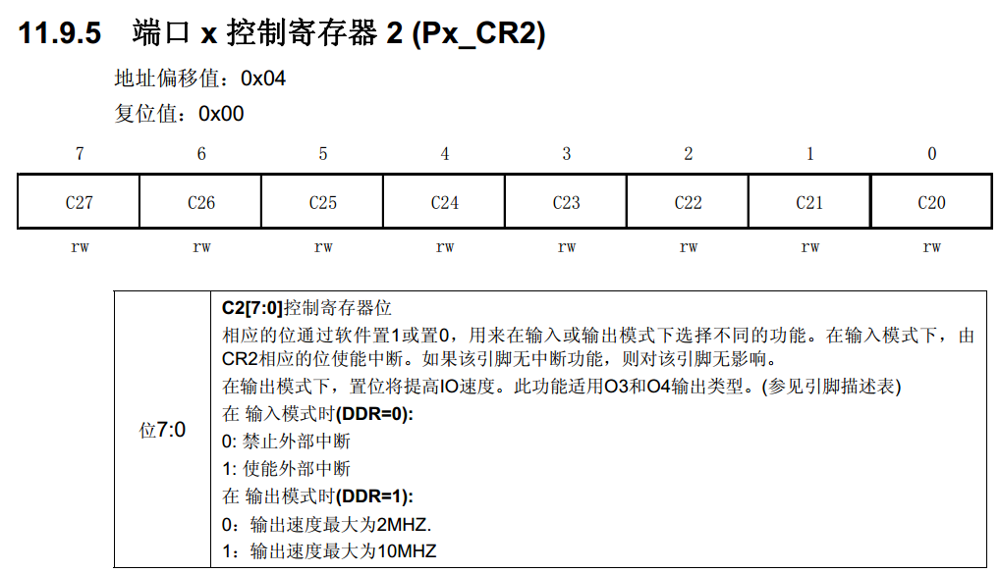 11.9.5 端口 x 控制寄存器 2 (Px_CR2)
地址偏移值：0x04
复位值：0x00
7 6 5 4 3 2 1 0
C27 C26 C25 C24 C23 C22 C21 C20
rw rw rw rw rw rw rw rw
C2[7:0]控制寄存器位
相应的位通过软件置1或置0，用来在输入或输出模式下选择不同的功能。在输入模式下，由
CR2相应的位使能中断。如果该引脚无中断功能，则对该引脚无影响。
在输出模式下，置位将提高IO速度。此功能适用O3和O4输出类型。(参见引脚描述表)
在 输入模式时(DDR=0):
位7:0
0: 禁止外部中断
1: 使能外部中断
在 输出模式时(DDR=1):
0：输出速度最大为2MHZ.
1：输出速度最大为10MHZ